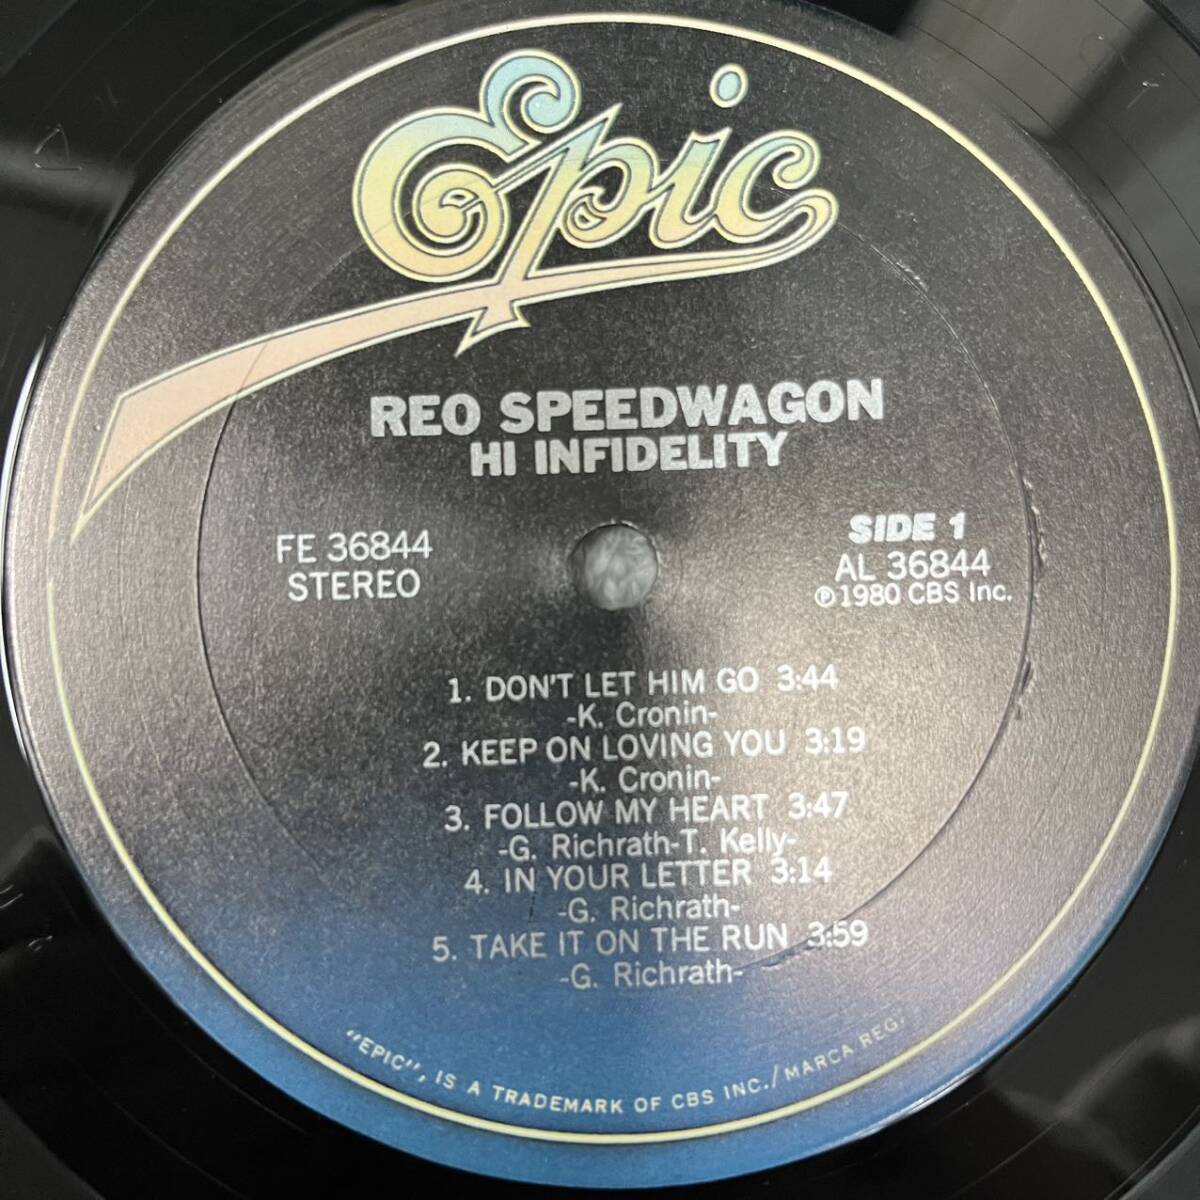 Epic
REO SPEEDWAGON
HI INFIDELITY
FE 36844
STEREO
SIDE 1
AL 36844
℗1980 CBS Inc.
1. DON'T LET HIM GO 3:44
-K. Cronin-
2. KEEP ON LOVING YOU 3:19
-K. Cronin-
3. FOLLOW MY HEART 3:47
-G. Richrath-T. Kelly-
4. IN YOUR LETTER 3:14
-G. Richrath-
5. TAKE IT ON THE RUN 3:59
-G. Richrath-
"EPIC", IS A TRADEMARK OF CBS INC./MARCA REG.